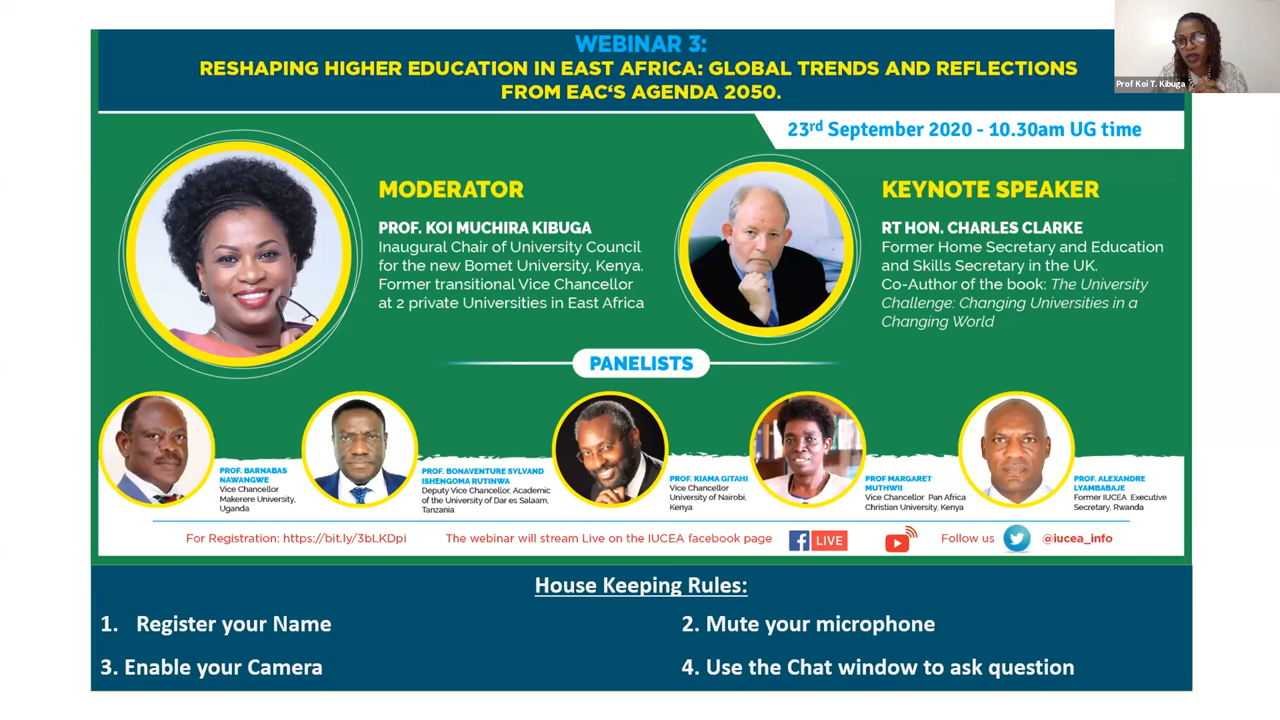 WEBINAR 3:
RESHAPING HIGHER EDUCATION IN EAST AFRICA: GLOBAL TRENDS AND REFLECTIONS
FROM EAC'S AGENDA 2050.
Prof Koi T. Kibuga
23rd September 2020 - 10.30am UG time
MODERATOR
PROF. KOI MUCHIRA KIBUGA
Inaugural Chair of University Council
for the new Bomet University, Kenya.
Former transitional Vice Chancellor
at 2 private Universities in East Africa
KEYNOTE SPEAKER
RT HON. CHARLES CLARKE
Former Home Secretary and Education
and Skills Secretary in the UK.
Co-Author of the book: The University
Challenge: Changing Universities in a
Changing World
PANELISTS
PROF. BARNABAS
NAWANGWE
Vice Chancellor
Makerere University,
Uganda
PROF. BONAVENTURE SYLVAND
ISHENGOMA RUTINWA
Deputy Vice Chancellor, Academic
of the University of Dar es Salaam,
Tanzania
PROF. KIAMA GITAHI
Vice Chancellor
University of Nairobi,
Kenya
PROF MARGARET
MUTHWII
Vice Chancellor Pan Africa
Christian University, Kenya
PROF. ALEXANDRE
LYAMBABAJE
Former IUCEA Executive
Secretary, Rwanda
For Registration: https://bit.ly/3bLKDpi
The webinar will stream Live on the IUCEA facebook page
LIVE
Follow us
@iucea_info
House Keeping Rules:
1. Register your Name
2. Mute your microphone
3. Enable your Camera
4. Use the Chat window to ask question